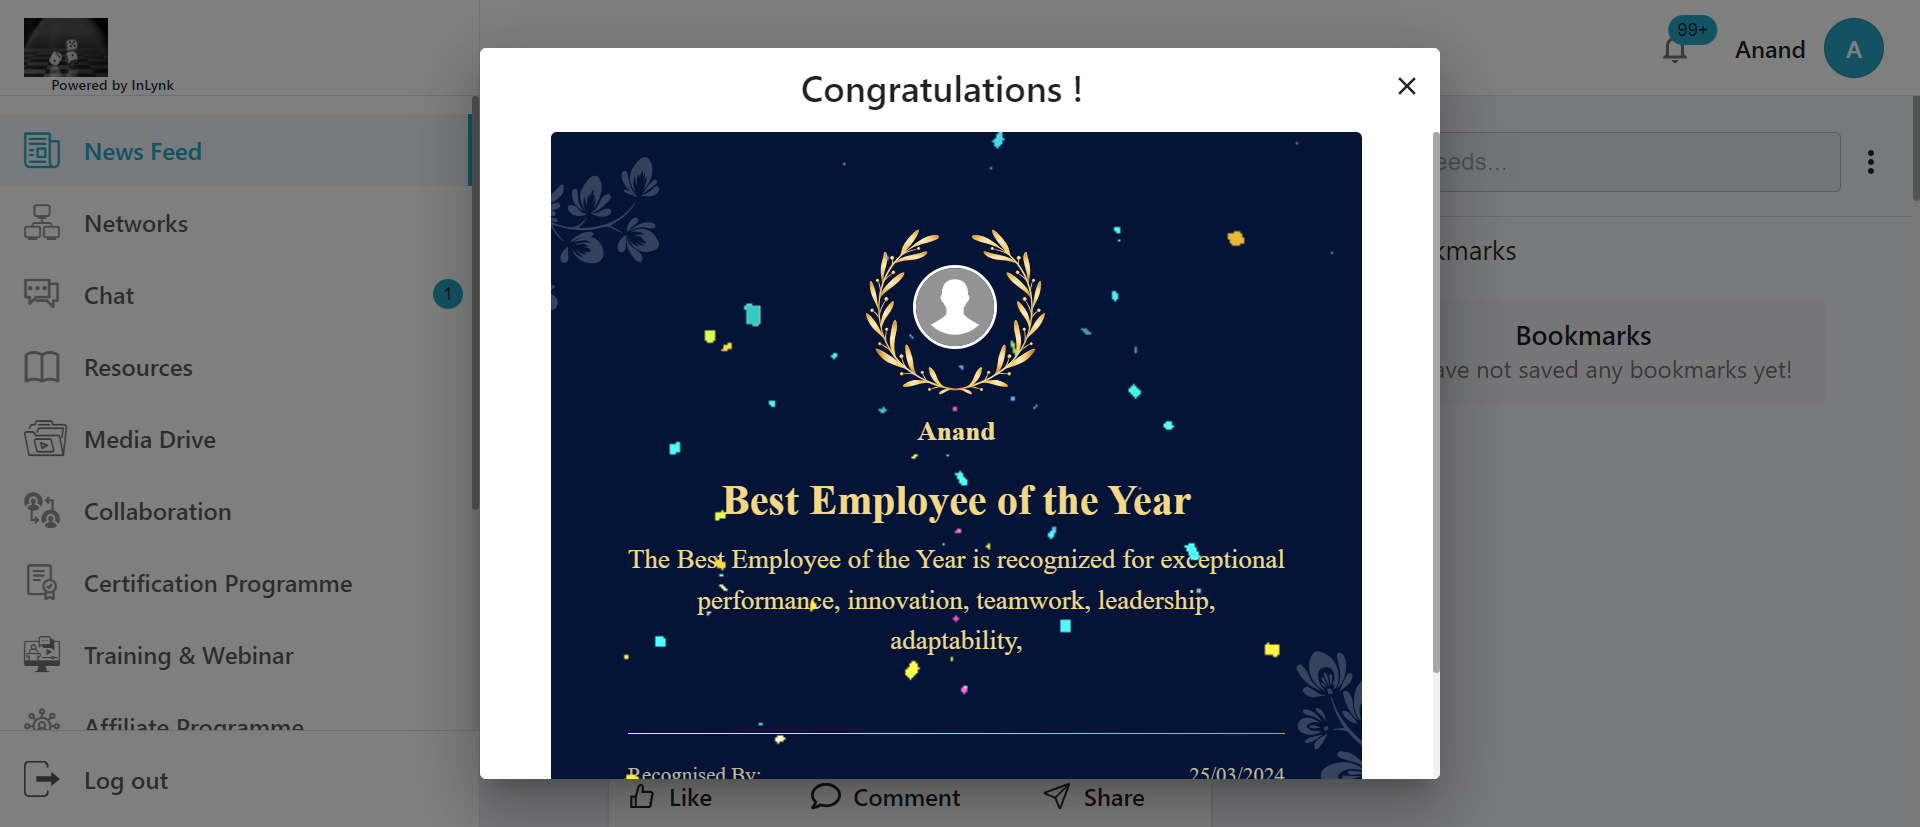 Powered by InLynk
99+
Anand
A
News Feed
Networks
Chat
1
Resources
Media Drive
Collaboration
Certification Programme
Training & Webinar
Affiliate Programme
Log out
Congratulations !
Anand
Best Employee of the Year
The Best Employee of the Year is recognized for exceptional
performance, innovation, teamwork, leadership,
adaptability,
Recognised By:
25/03/2024
Like
Comment
Share
eeds...
kmarks
Bookmarks
ave not saved any bookmarks yet!